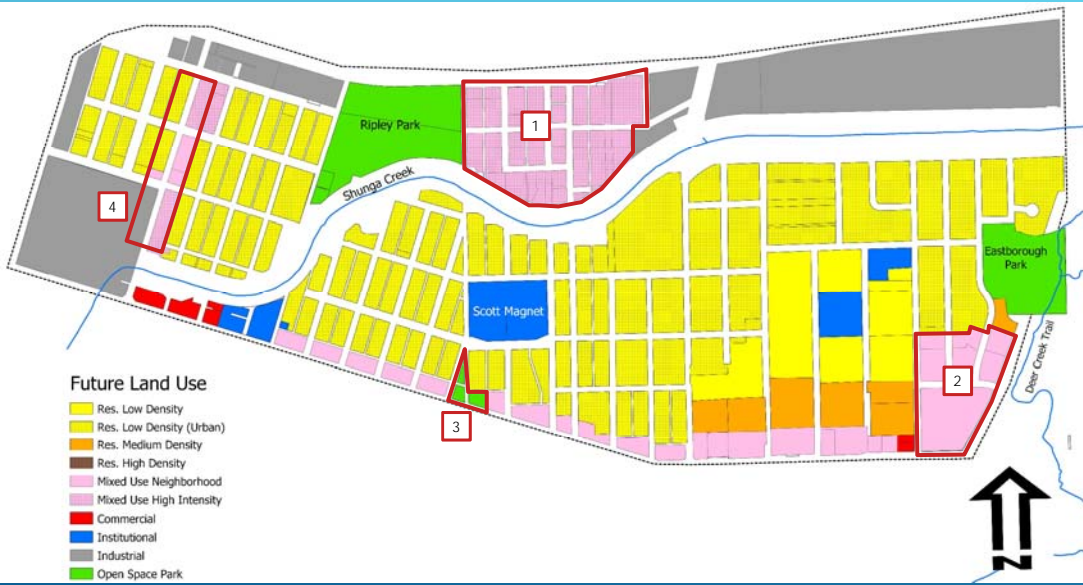 Ripley Park
1
Shunga Creek
4
Eastborough
Park
Scott Magnet
Deer Creek Trail
2
3
Future Land Use
Res. Low Density
Res. Low Density (Urban)
Res. Medium Density
Res. High Density
Mixed Use Neighborhood
Mixed Use High Intensity
Commercial
Institutional
Industrial
Open Space Park
N